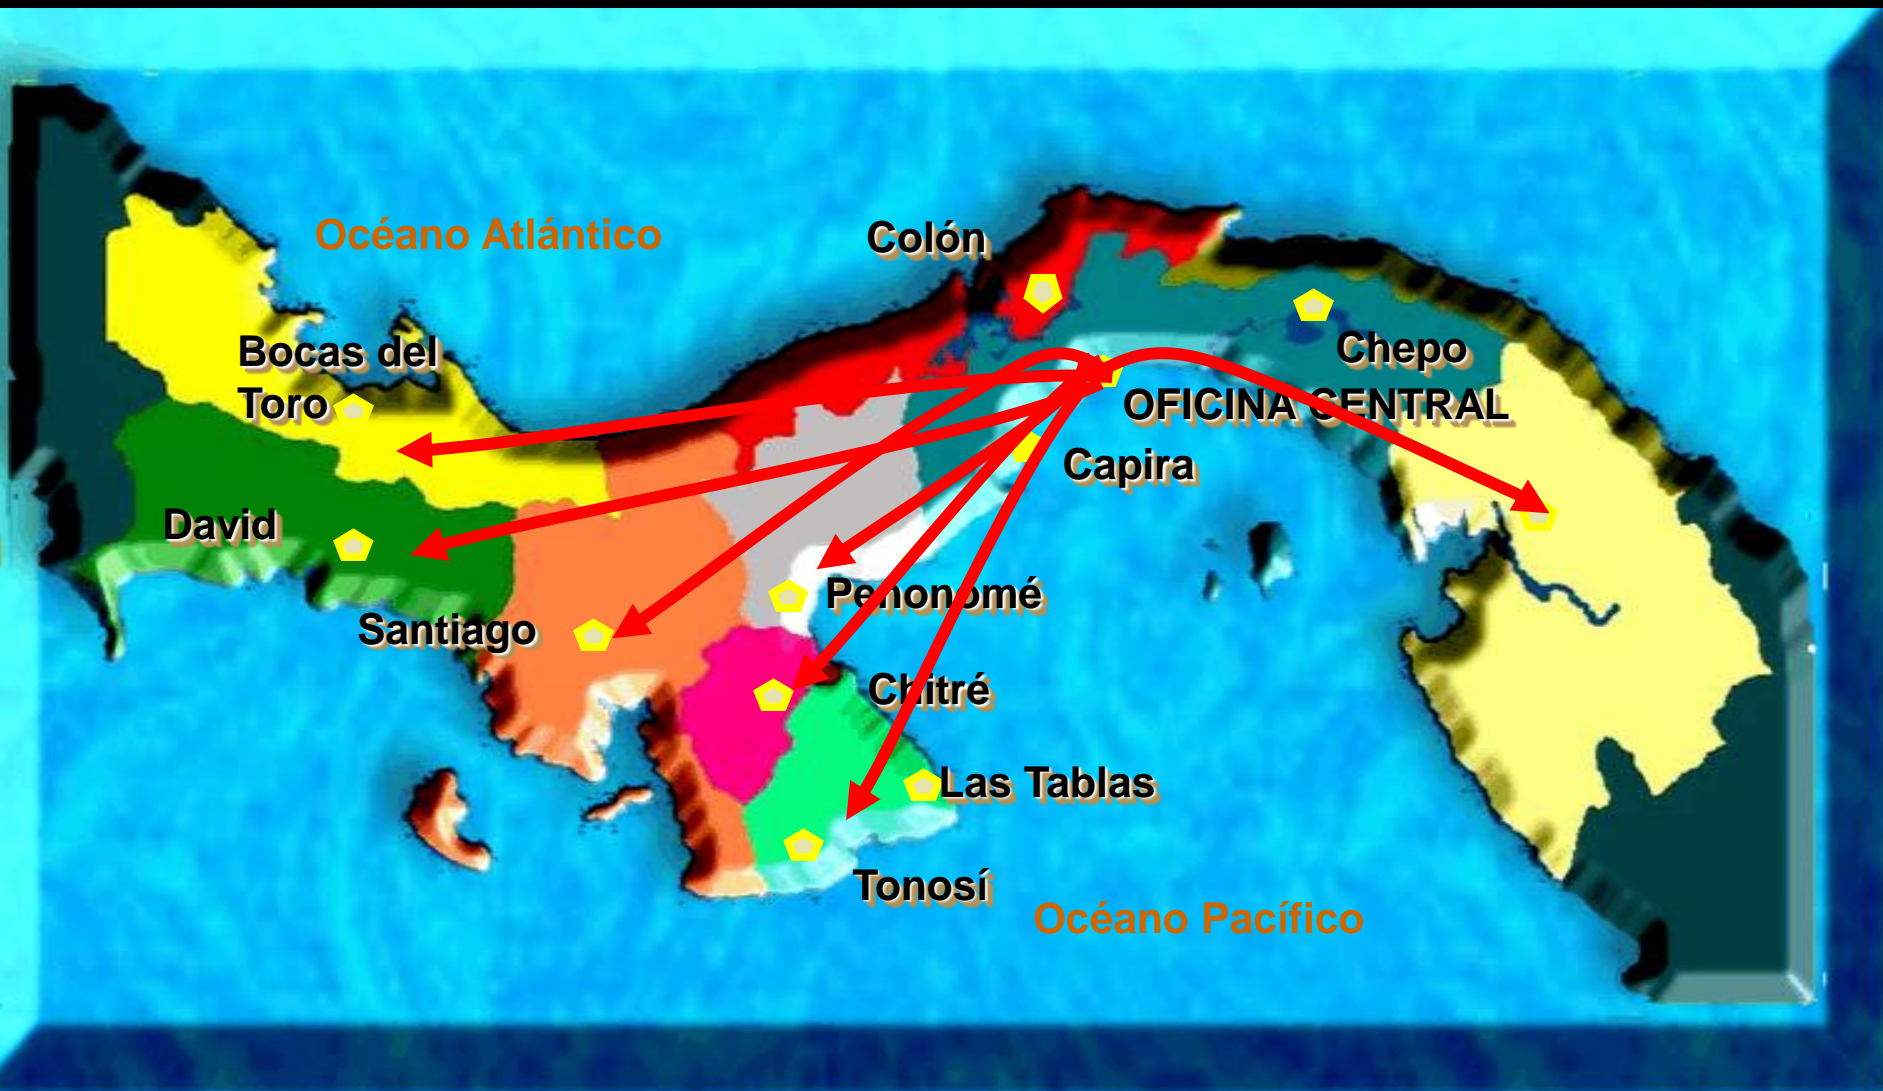 Océano Atlántico
Colón
Bocas del
Toro
Chepo
OFICINA CENTRAL
Capira
David
Santiago
Penonomé
Chitré
Las Tablas
Tonosí
Océano Pacífico